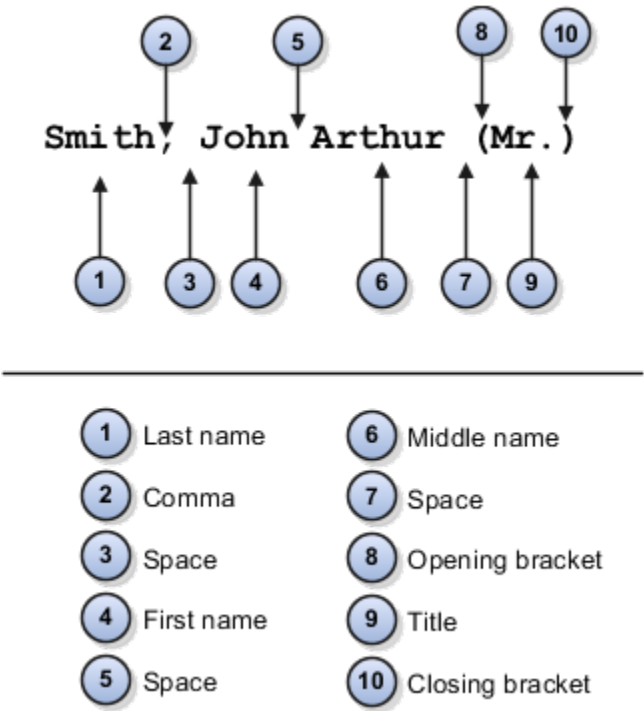 2 5 8 10
Smith, John Arthur (Mr.)
1 3 4 6 7 9
1 Last name
2 Comma
3 Space
4 First name
5 Space
6 Middle name
7 Space
8 Opening bracket
9 Title
10 Closing bracket